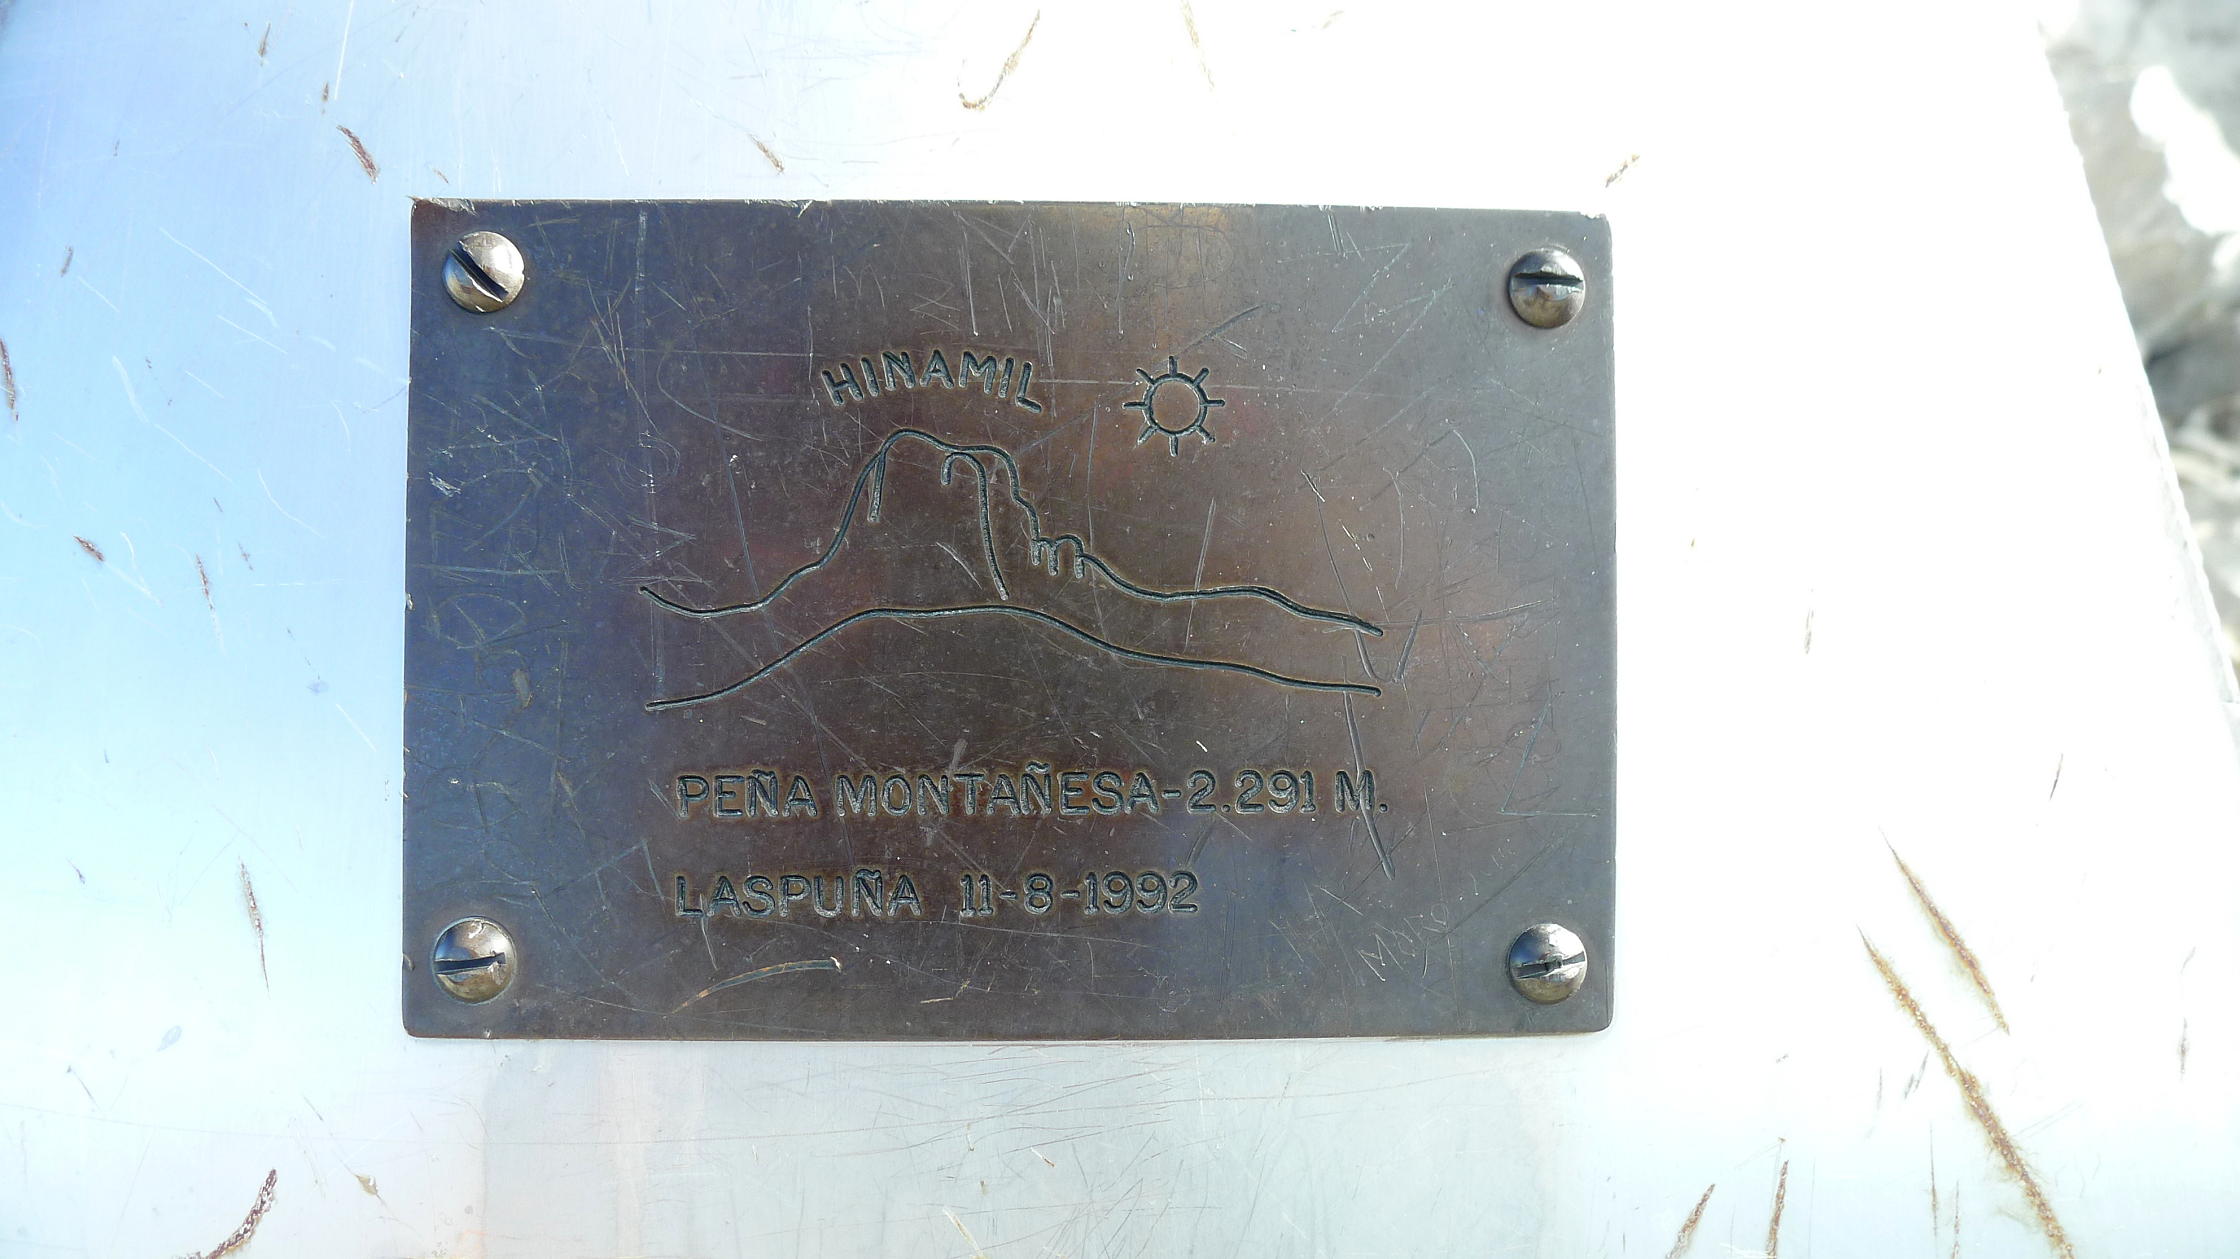 HINAMIL
PEÑA MONTAÑESA-2.291 M.
LASPUÑA 11-8-1992